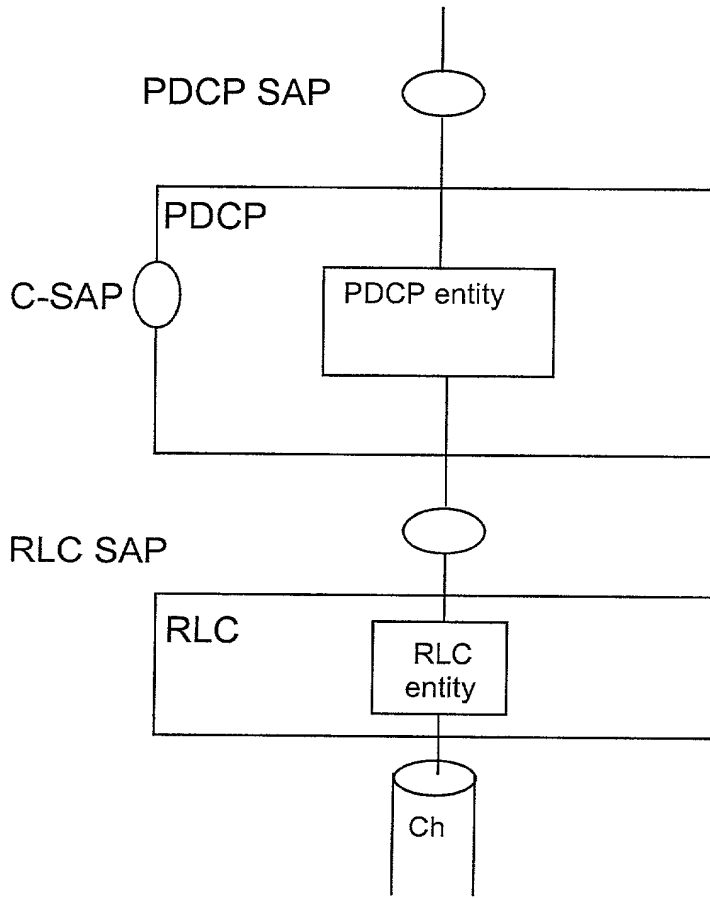 PDCP SAP
PDCP
C-SAP
PDCP entity
RLC SAP
RLC
RLC
entity
Ch